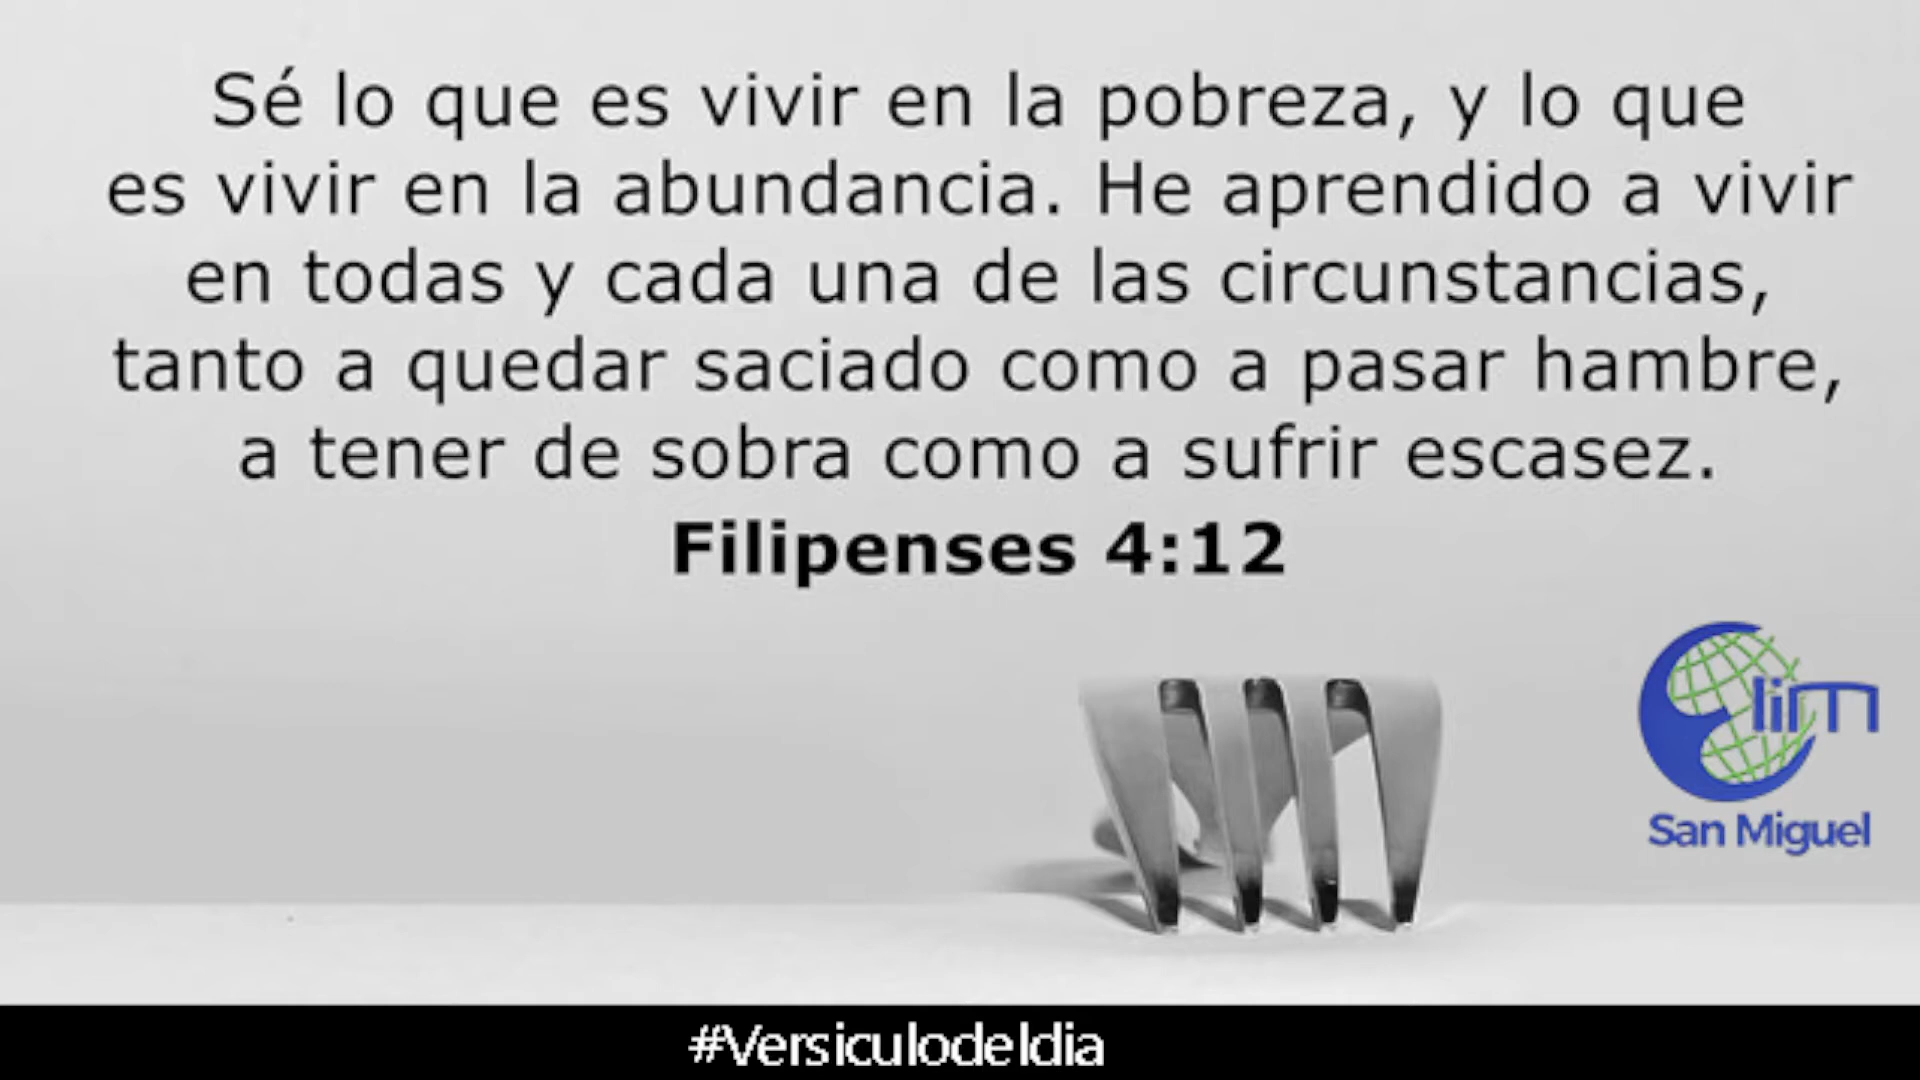 Sé lo que es vivir en la pobreza, y lo que
es vivir en la abundancia. He aprendido a vivir
en todas y cada una de las circunstancias,
tanto a quedar saciado como a pasar hambre,
a tener de sobra como a sufrir escasez.
Filipenses 4:12
Elim
San Miguel
#Versiculodeldia